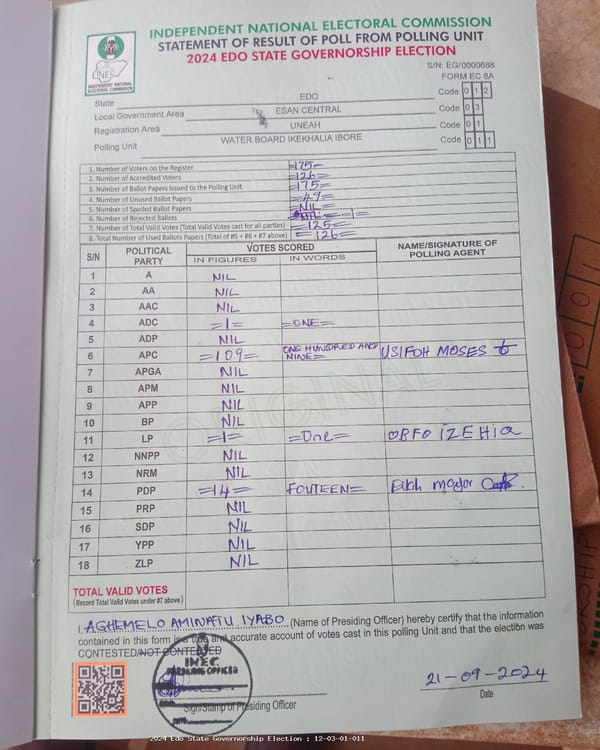 INDEPENDENT NATIONAL ELECTORAL COMMISSION
STATEMENT OF RESULT OF POLL FROM POLLING UNIT
2024 EDO STATE GOVERNORSHIP ELECTION
INEC
INDEPENDENT NATIONAL ELECTORAL COMMISSION
S/N: EG/0000688
FORM EC 8A
State EDO Code 0 1 2
Local Government Area ESAN CENTRAL Code 0 3
Registration Area UNEAH Code 0 1
Polling Unit WATER BOARD IKEKHALIA IBORE Code 0 1 1
1. Number of Voters on the Register =175=
2. Number of Accredited Voters =126=
3. Number of Ballot Papers Issued to the Polling Unit =175=
4. Number of Unused Ballot Papers =49=
5. Number of Spoiled Ballot Papers =NIL=
6. Number of Rejected Ballots =1=
7. Number of Total Valid Votes (Total Valid Votes cast for all parties) =125=
8. Total Number of Used Ballots Papers (Total of #5 + #6 + #7 above) =126=
S/N POLITICAL PARTY VOTES SCORED NAME/SIGNATURE OF POLLING AGENT
IN FIGURES IN WORDS
1 A NIL
2 AA NIL
3 AAC NIL
4 ADC =1= =ONE=
5 ADP NIL
6 APC =109= ONE HUNDRED AND NINE= USIFOH MOSES
7 APGA NIL
8 APM NIL
9 APP NIL
10 BP NIL
11 LP =1= =One= IZEHIA
12 NNPP NIL
13 NRM NIL
14 PDP =14= FOUTEEN= major
15 PRP NIL
16 SDP NIL
17 YPP NIL
18 ZLP NIL
ORIGINAL
TOTAL VALID VOTES
(Record Total Valid Votes under #7 above)
I, AGHEMELO AMINATU IYABO (Name of Presiding Officer) hereby certify that the information
contained in this form is a true and accurate account of votes cast in this polling Unit and that the election was
CONTESTED/NOT CONTESTED
INEC
PRESIDING OFFICER
21-09-2024
Sign/Stamp of Presiding Officer
Date
2024 Edo State Governorship Election : 12-03-01-011